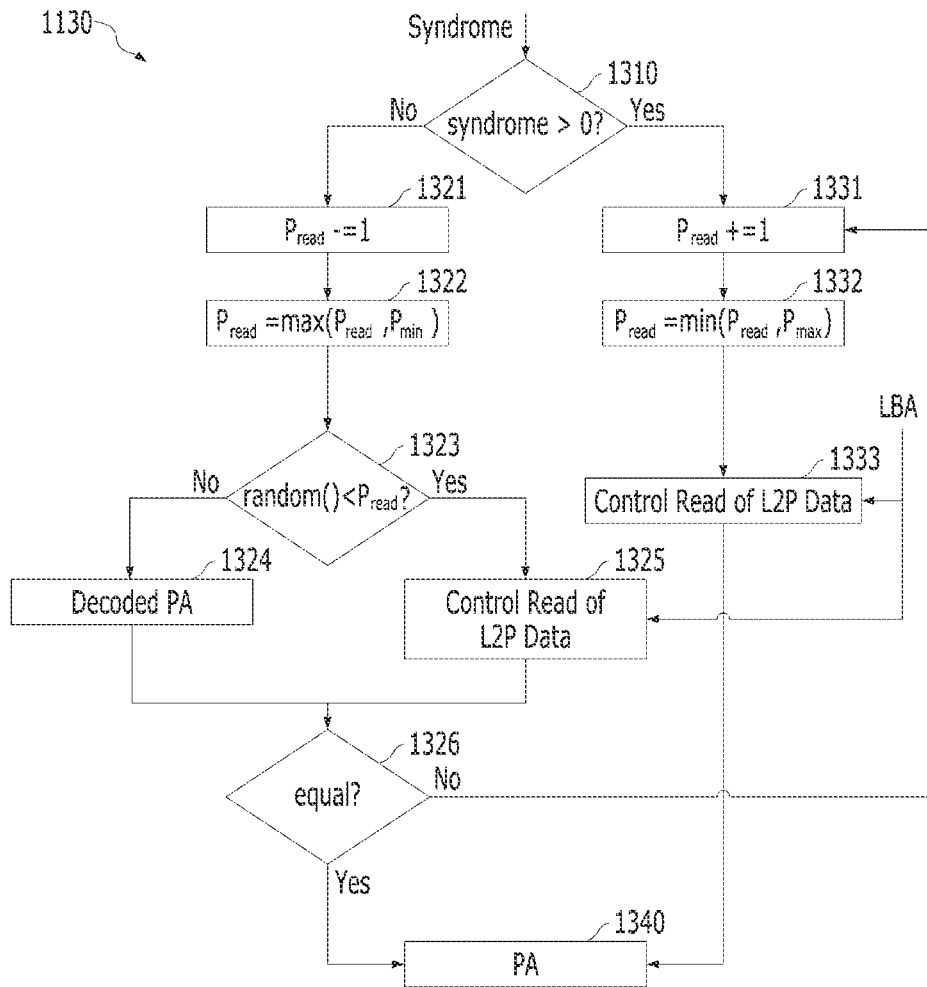 1130
Syndrome
1310
No
syndrome > 0?
Yes
1321
P_read -=1
1331
P_read +=1
1322
P_read =max(P_read ,P_min )
1332
P_read =min(P_read ,P_max)
LBA
1323
No
random()<P_read?
Yes
1333
Control Read of L2P Data
1324
Decoded PA
1325
Control Read of
L2P Data
1326
equal?
No
Yes
1340
PA